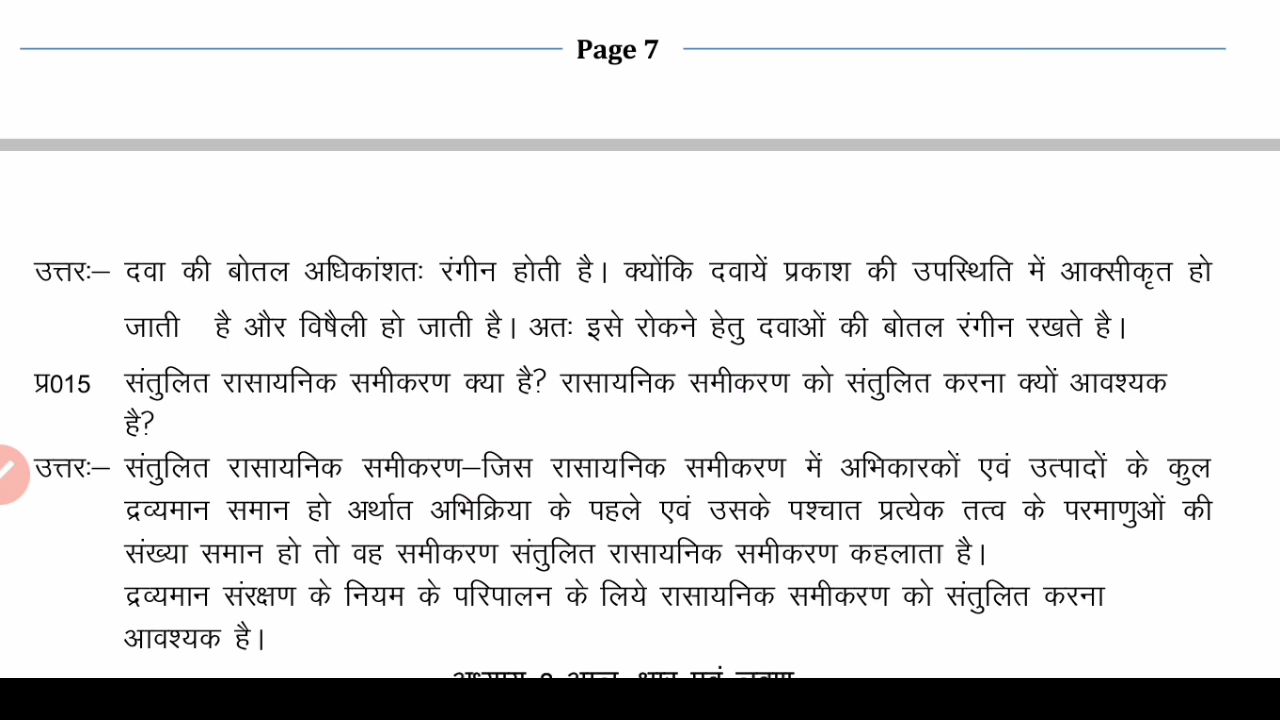 Page 7
उत्तरः– दवा की बोतल अधिकांशतः रंगीन होती है। क्योंकि दवायें प्रकाश की उपस्थिति में आक्सीकृत हो
जाती है और विषैली हो जाती है। अतः इसे रोकने हेतु दवाओं की बोतल रंगीन रखते है।
प्र015 संतुलित रासायनिक समीकरण क्या है? रासायनिक समीकरण को संतुलित करना क्यों आवश्यक
है?
उत्तरः– संतुलित रासायनिक समीकरण–जिस रासायनिक समीकरण में अभिकारकों एवं उत्पादों के कुल
द्रव्यमान समान हो अर्थात अभिक्रिया के पहले एवं उसके पश्चात प्रत्येक तत्व के परमाणुओं की
संख्या समान हो तो वह समीकरण संतुलित रासायनिक समीकरण कहलाता है।
द्रव्यमान संरक्षण के नियम के परिपालन के लिये रासायनिक समीकरण को संतुलित करना
आवश्यक है।